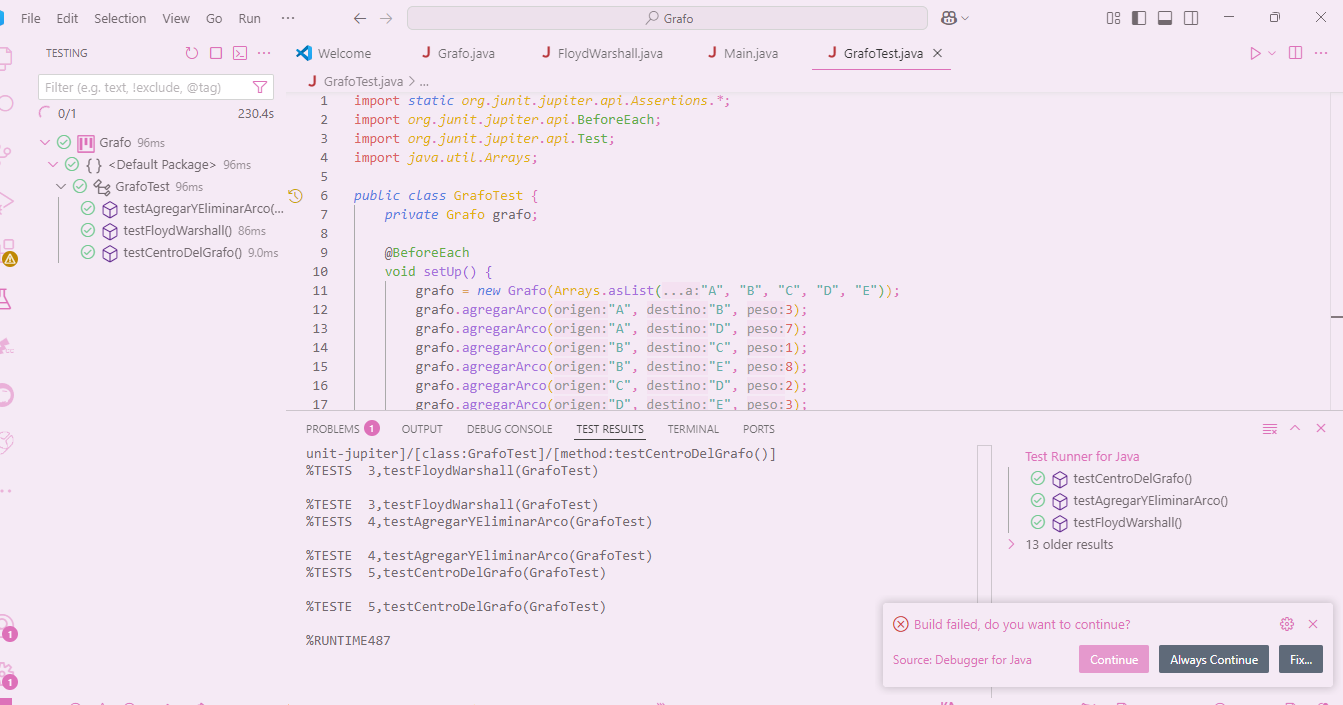 File Edit Selection View Go Run ···
Grafo
TESTING
Filter (e.g. text, !exclude, @tag)
0/1 230.4s
Grafo 96ms
{ } <Default Package> 96ms
GrafoTest 96ms
testAgregarYEliminarArco(...
testFloydWarshall() 86ms
testCentroDelGrafo() 9.0ms
Welcome J Grafo.java J FloydWarshall.java J Main.java J GrafoTest.java
J GrafoTest.java > ...
1 import static org.junit.jupiter.api.Assertions.*;
2 import org.junit.jupiter.api.BeforeEach;
3 import org.junit.jupiter.api.Test;
4 import java.util.Arrays;
5
6 public class GrafoTest {
7 private Grafo grafo;
8
9 @BeforeEach
10 void setUp() {
11 grafo = new Grafo(Arrays.asList(...a:"A", "B", "C", "D", "E"));
12 grafo.agregarArco(origen:"A", destino:"B", peso:3);
13 grafo.agregarArco(origen:"A", destino:"D", peso:7);
14 grafo.agregarArco(origen:"B", destino:"C", peso:1);
15 grafo.agregarArco(origen:"B", destino:"E", peso:8);
16 grafo.agregarArco(origen:"C", destino:"D", peso:2);
17 grafo.agregarArco(origen:"D", destino:"E", peso:3);
PROBLEMS 1 OUTPUT DEBUG CONSOLE TEST RESULTS TERMINAL PORTS
unit-jupiter]/[class:GrafoTest]/[method:testCentroDelGrafo()]
%TESTS 3,testFloydWarshall(GrafoTest)
%TESTE 3,testFloydWarshall(GrafoTest)
%TESTS 4,testAgregarYEliminarArco(GrafoTest)
%TESTE 4,testAgregarYEliminarArco(GrafoTest)
%TESTS 5,testCentroDelGrafo(GrafoTest)
%TESTE 5,testCentroDelGrafo(GrafoTest)
%RUNTIME487
Test Runner for Java
testCentroDelGrafo()
testAgregarYEliminarArco()
testFloydWarshall()
13 older results
Build failed, do you want to continue?
Source: Debugger for Java Continue Always Continue Fix...
1
1